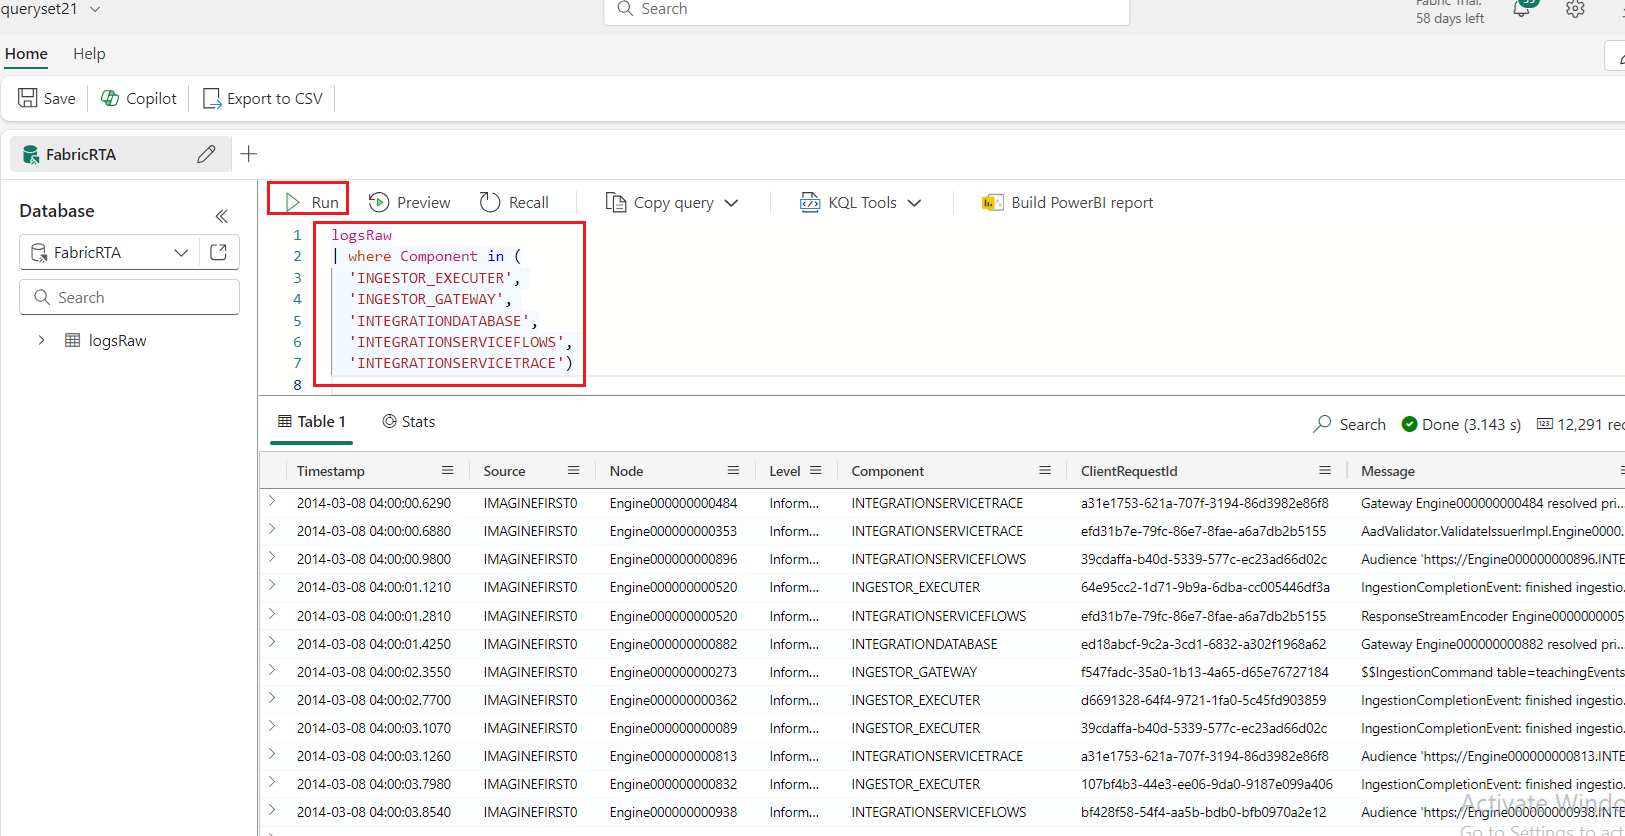 queryset21
Search
Fabric Trial:
58 days left
Home
Help
Save
Copilot
Export to CSV
FabricRTA
Database
FabricRTA
Search
logsRaw
Run
Preview
Recall
Copy query
KQL Tools
Build PowerBI report
1 logsRaw
2 | where Component in (
3 'INGESTOR_EXECUTER',
4 'INGESTOR_GATEWAY',
5 'INTEGRATIONDATABASE',
6 'INTEGRATIONSERVICEFLOWS',
7 'INTEGRATIONSERVICETRACE')
8
Table 1
Stats
Search
Done (3.143 s)
12,291 rec
Timestamp Source Node Level Component ClientRequestId Message
2014-03-08 04:00:00.6290 IMAGINEFIRST0 Engine000000000484 Inform... INTEGRATIONSERVICETRACE a31e1753-621a-707f-3194-86d3982e86f8 Gateway Engine000000000484 resolved pri...
2014-03-08 04:00:00.6880 IMAGINEFIRST0 Engine000000000353 Inform... INTEGRATIONSERVICETRACE efd31b7e-79fc-86e7-8fae-a6a7db2b5155 AadValidator.ValidateIssuerImpl.Engine0000.
2014-03-08 04:00:00.9800 IMAGINEFIRST0 Engine000000000896 Inform... INTEGRATIONSERVICEFLOWS 39cdaffa-b40d-5339-577c-ec23ad66d02c Audience 'https://Engine000000000896.INTE
2014-03-08 04:00:01.1210 IMAGINEFIRST0 Engine000000000520 Inform... INGESTOR_EXECUTER 64e95cc2-1d71-9b9a-6dba-cc005446df3a IngestionCompletionEvent: finished ingestio.
2014-03-08 04:00:01.2810 IMAGINEFIRST0 Engine000000000520 Inform... INTEGRATIONSERVICEFLOWS efd31b7e-79fc-86e7-8fae-a6a7db2b5155 ResponseStreamEncoder Engine0000000005
2014-03-08 04:00:01.4250 IMAGINEFIRST0 Engine000000000882 Inform... INTEGRATIONDATABASE ed18abcf-9c2a-3cd1-6832-a302f1968a62 Gateway Engine000000000882 resolved pri...
2014-03-08 04:00:02.3550 IMAGINEFIRST0 Engine000000000273 Inform... INGESTOR_GATEWAY f547fadc-35a0-1b13-4a65-d65e76727184 $$IngestionCommand table=teachingEvents
2014-03-08 04:00:02.7700 IMAGINEFIRST0 Engine000000000362 Inform... INGESTOR_EXECUTER d6691328-64f4-9721-1fa0-5c45fd903859 IngestionCompletionEvent: finished ingestio.
2014-03-08 04:00:03.1070 IMAGINEFIRST0 Engine000000000089 Inform... INGESTOR_EXECUTER 39cdaffa-b40d-5339-577c-ec23ad66d02c IngestionCompletionEvent: finished ingestio.
2014-03-08 04:00:03.1260 IMAGINEFIRST0 Engine000000000813 Inform... INTEGRATIONSERVICETRACE a31e1753-621a-707f-3194-86d3982e86f8 Audience 'https://Engine000000000813.INTE
2014-03-08 04:00:03.7980 IMAGINEFIRST0 Engine000000000832 Inform... INGESTOR_EXECUTER 107bf4b3-44e3-ee06-9da0-9187e099a406 IngestionCompletionEvent: finished ingestio.
2014-03-08 04:00:03.8540 IMAGINEFIRST0 Engine000000000938 Inform... INTEGRATIONSERVICEFLOWS bf428f58-54f4-aa5b-bdb0-bfb0970a2e12 Audience 'https://Engine000000000938.INTE
Activate Windo
Go to Settings to act